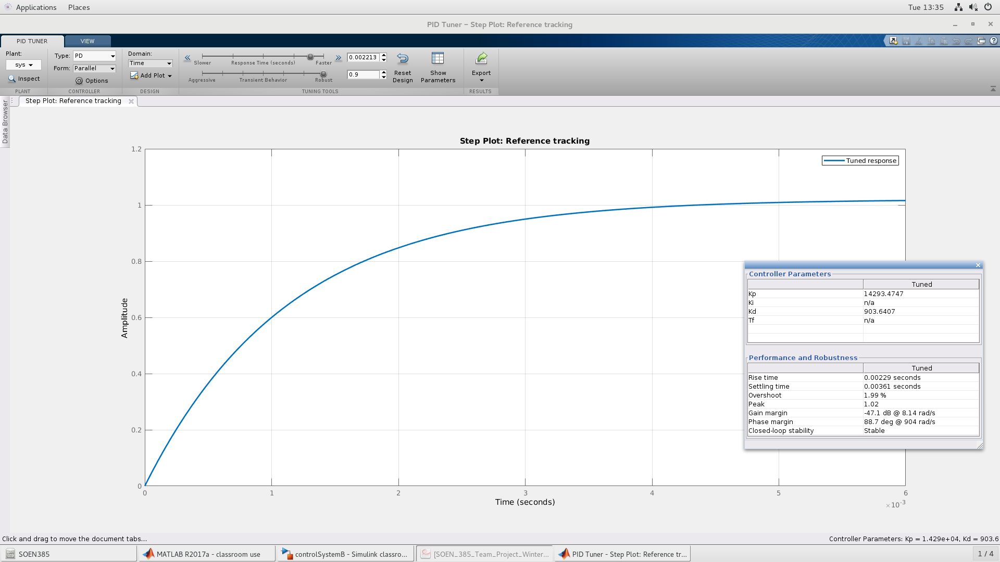 Applications Places Tue 13:35
PID Tuner – Step Plot: Reference tracking
PID TUNER VIEW
Plant:
sys
Inspect
PLANT
Type: PD
Form: Parallel
Options
CONTROLLER
Domain:
Time
Add Plot
DESIGN
Slower Response Time (seconds) Faster
0.002213
Aggressive Transient Behavior Robust
0.9
Reset
Design
Show
Parameters
TUNING TOOLS
Export
RESULTS
Data Browser
Step Plot: Reference tracking
Step Plot: Reference tracking
Tuned response
Amplitude
1.2
1
0.8
0.6
0.4
0.2
0
0 1 2 3 4 5 6
Time (seconds)
×10-3
Controller Parameters
Tuned
Kp 14293.4747
Ki n/a
Kd 903.6407
Tf n/a
Performance and Robustness
Tuned
Rise time 0.00229 seconds
Settling time 0.00361 seconds
Overshoot 1.99 %
Peak 1.02
Gain margin -47.1 dB @ 8.14 rad/s
Phase margin 88.7 deg @ 904 rad/s
Closed-loop stability Stable
Click and drag to move the document tabs...
Controller Parameters: Kp = 1.429e+04, Kd = 903.6
SOEN385
MATLAB R2017a - classroom use
controlSystemB - Simulink classro...
[SOEN_385_Team_Project_Winter...
PID Tuner - Step Plot: Reference tr...
1 / 4